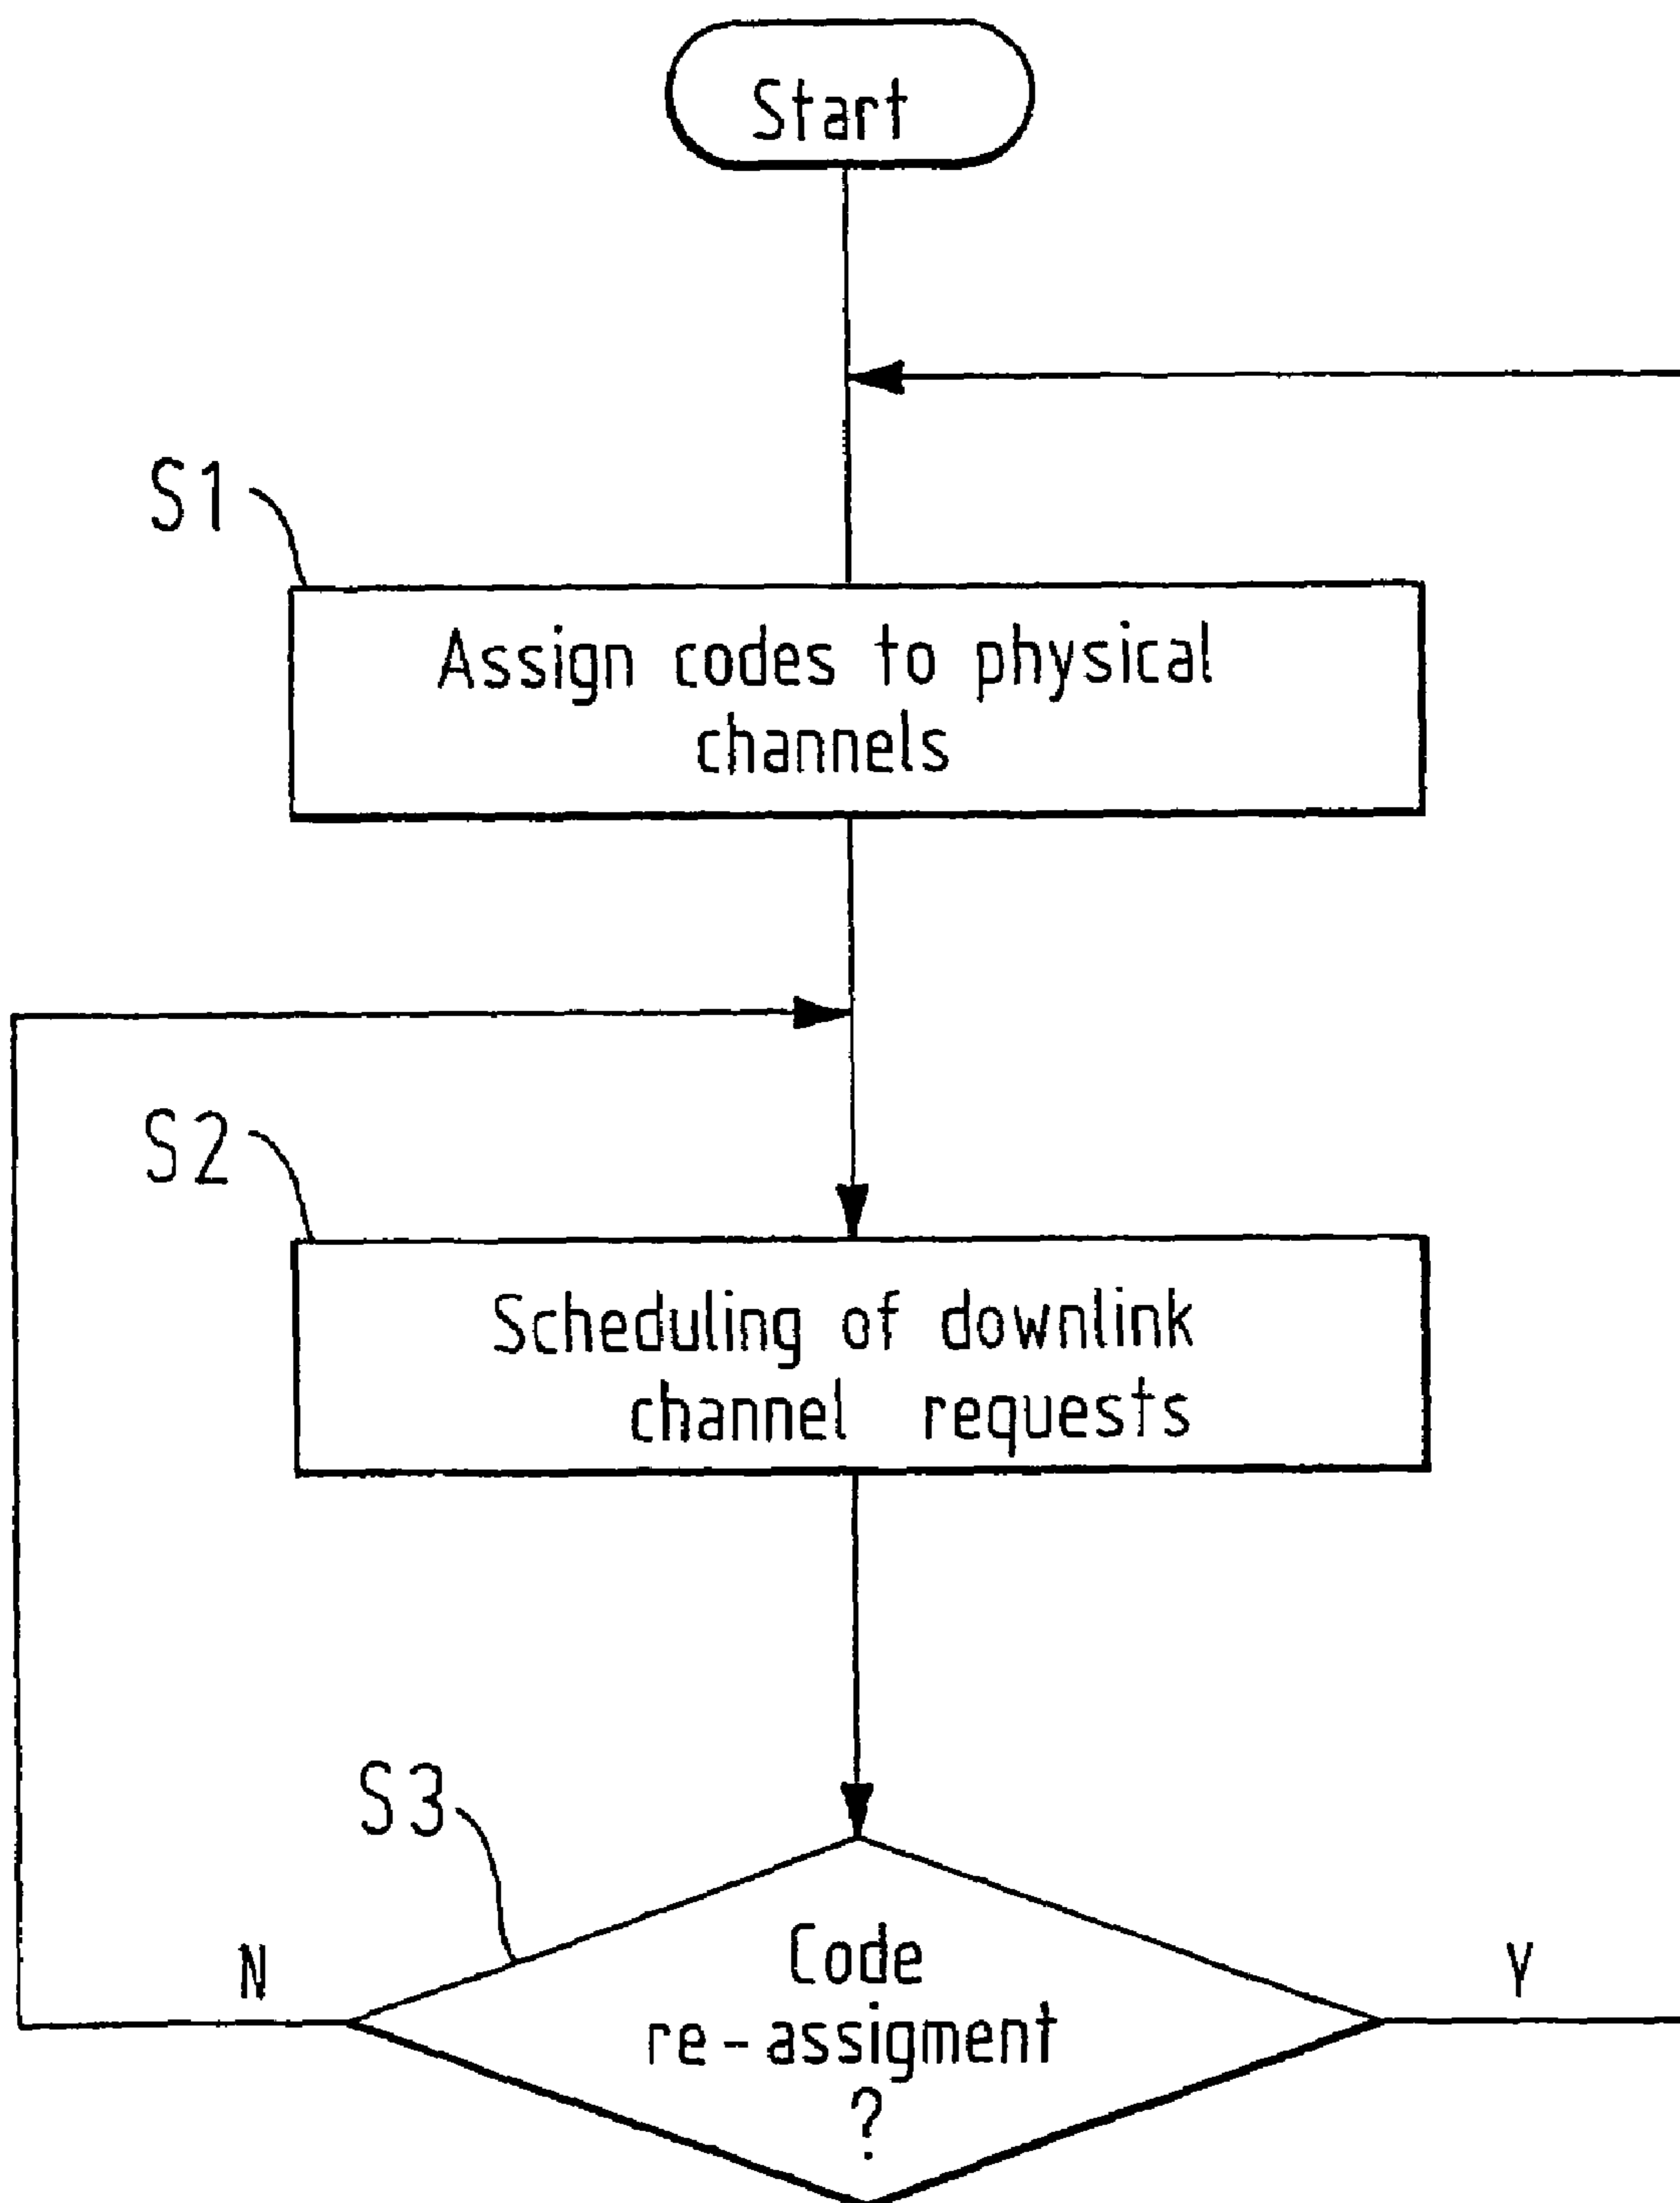 Start
S1
Assign codes to physical
channels
S2
Scheduling of downlink
channel requests
S3
N
Code
re-assigment
?
Y